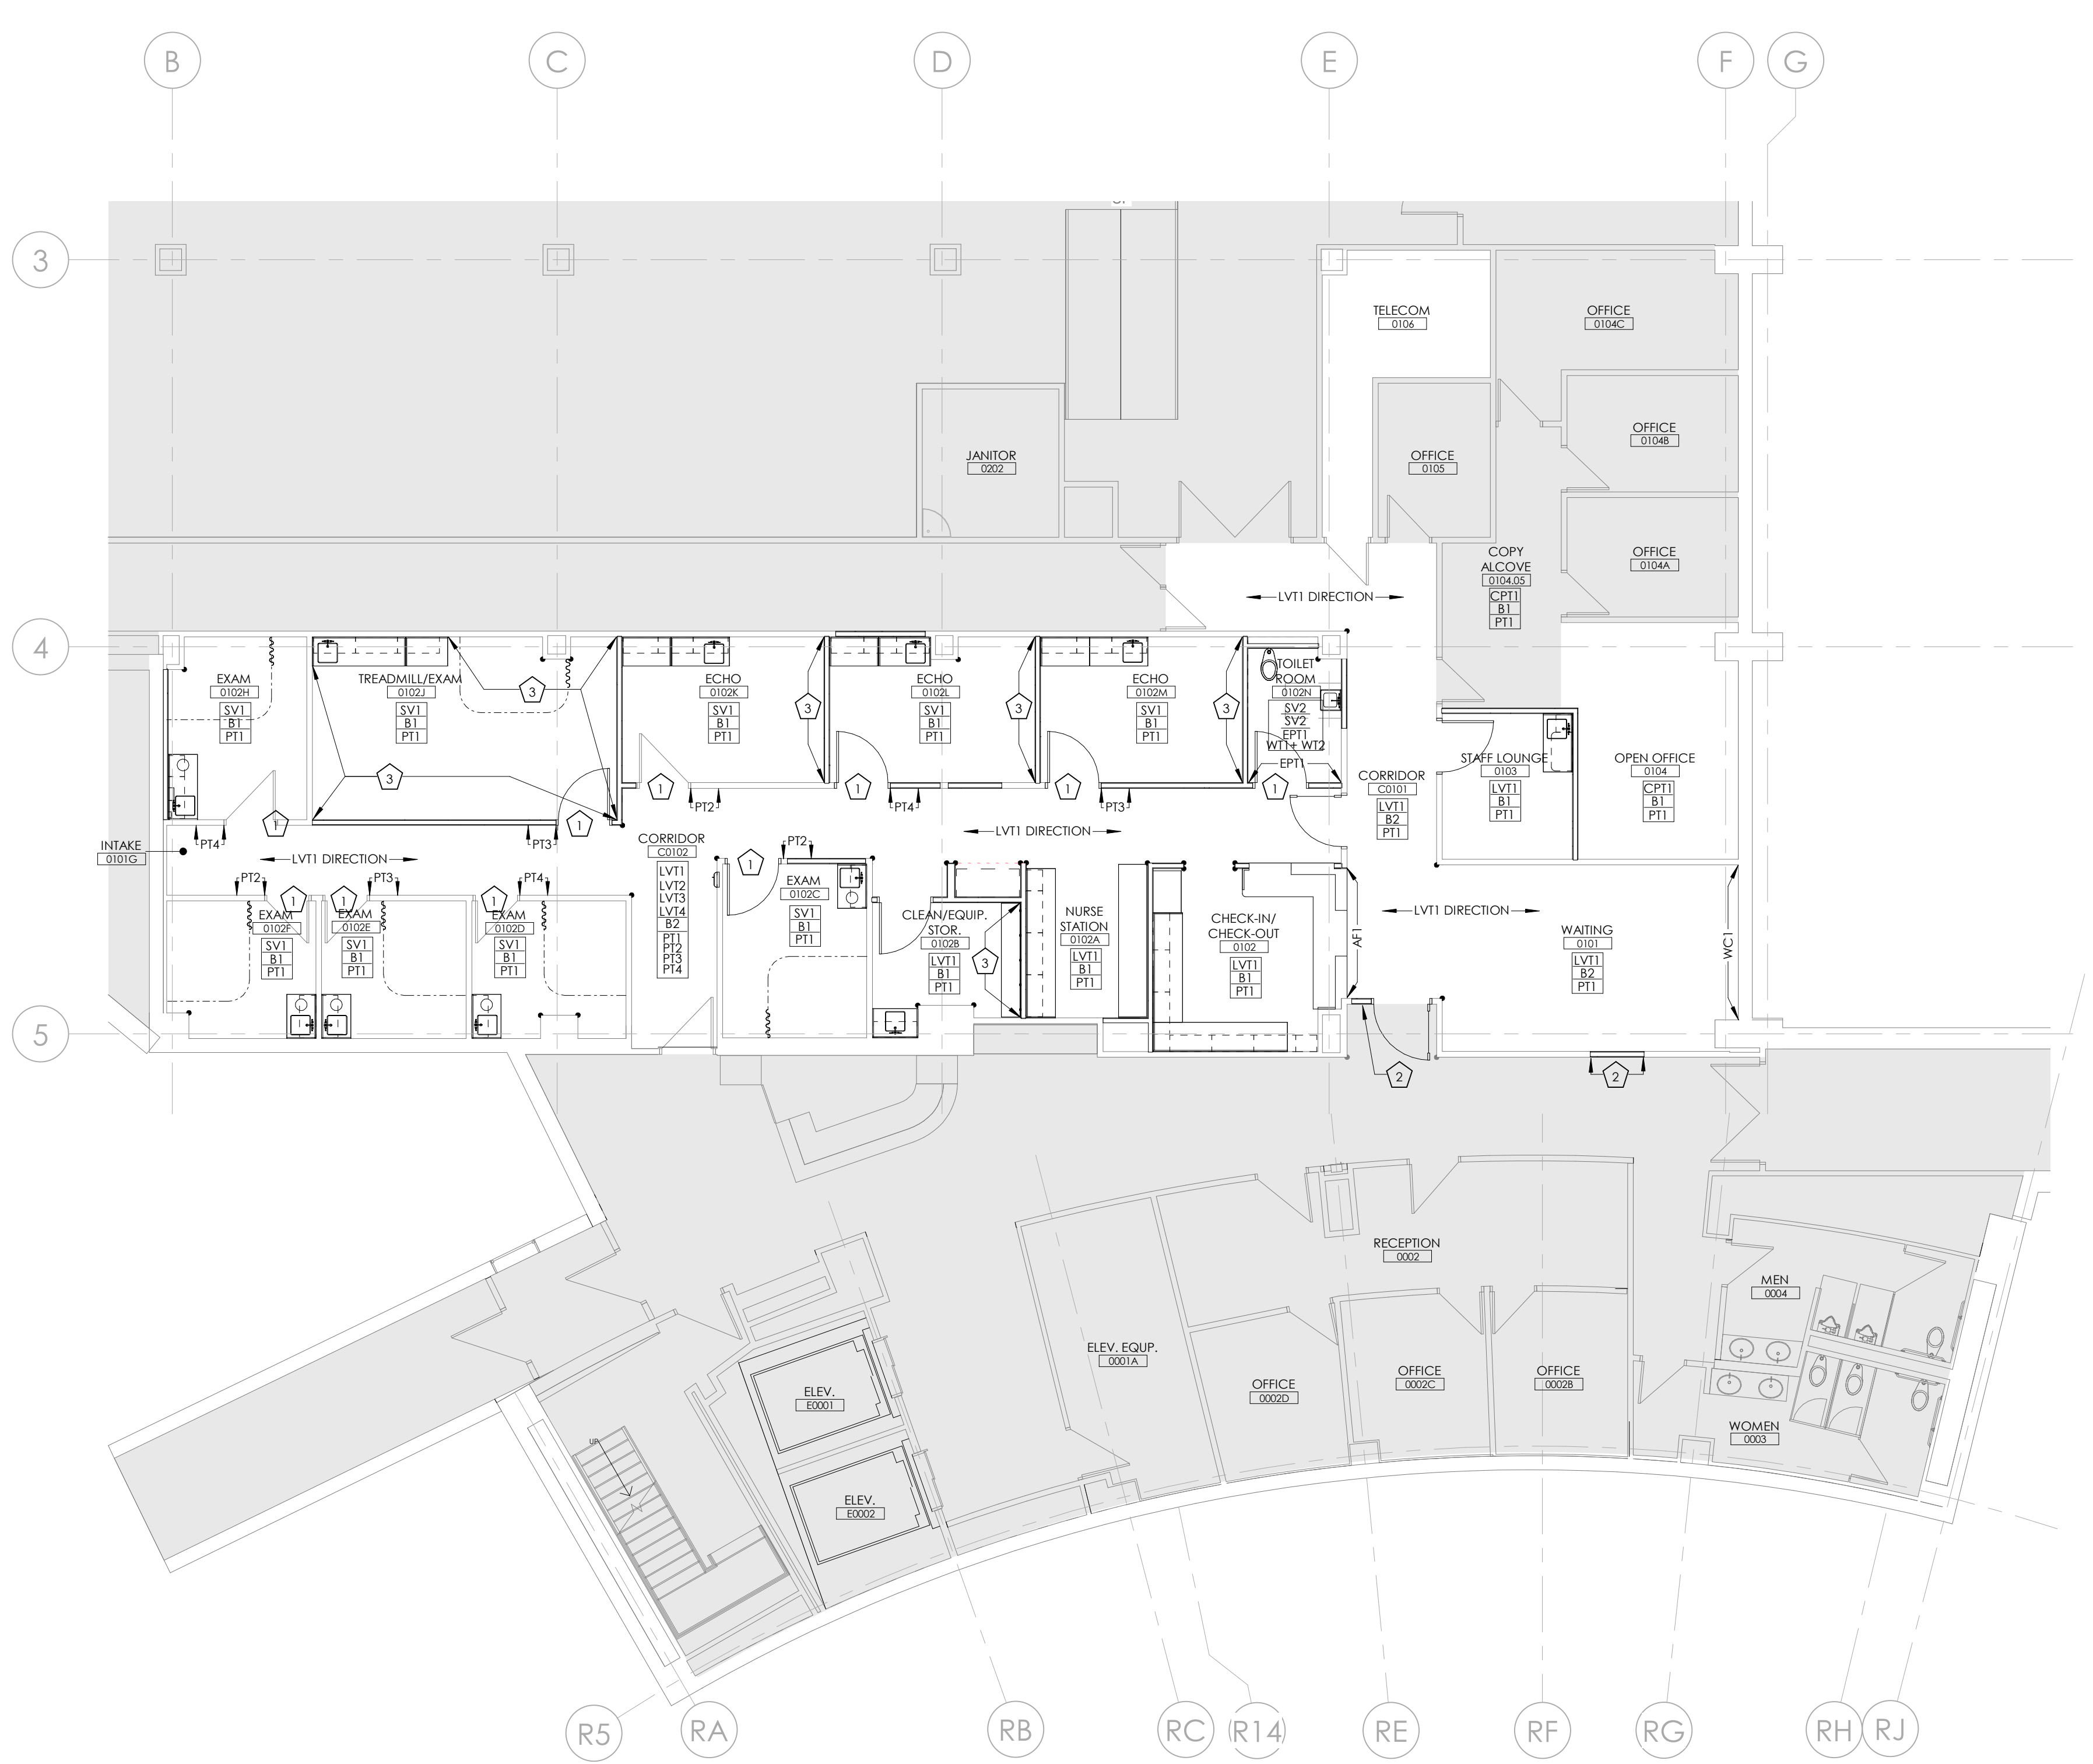 B
C
D
E
F
G
3
TELECOM
0106
OFFICE
0104C
OFFICE
0104B
JANITOR
0202
OFFICE
0105
COPY
ALCOVE
0104.05
CPT1
B1
PT1
OFFICE
0104A
LVT1 DIRECTION
4
EXAM
0102H
SV1
B1
PT1
TREADMILL/EXAM
0102J
SV1
B1
PT1
3
3
ECHO
0102K
SV1
B1
PT1
3
ECHO
0102L
SV1
B1
PT1
3
ECHO
0102M
SV1
B1
PT1
3
TOILET
ROOM
0102N
SV2
SV2
EPT1
WT1+ WT2
EPT1
CORRIDOR
C0101
LVT1
B2
PT1
STAFF LOUNGE
0103
LVT1
B1
PT1
OPEN OFFICE
0104
CPT1
B1
PT1
1
1
1
1
1
1
PT2
PT4
PT3
PT4
PT3
INTAKE
0101G
LVT1 DIRECTION
CORRIDOR
C0102
LVT1
LVT2
LVT3
LVT4
B2
PT1
PT2
PT3
PT4
LVT1 DIRECTION
PT2
1
PT2
PT3
PT4
1
1
1
EXAM
0102F
SV1
B1
PT1
EXAM
0102E
SV1
B1
PT1
EXAM
0102D
SV1
B1
PT1
EXAM
0102C
SV1
B1
PT1
CLEAN/EQUIP.
STOR.
0102B
LVT1
B1
PT1
3
NURSE
STATION
0102A
LVT1
B1
PT1
CHECK-IN/
CHECK-OUT
0102
LVT1
B1
PT1
AF1
LVT1 DIRECTION
WAITING
0101
LVT1
B2
PT1
WC1
5
2
2
RECEPTION
0002
MEN
0004
ELEV. EQUP.
0001A
OFFICE
0002D
OFFICE
0002C
OFFICE
0002B
WOMEN
0003
ELEV.
E0001
UP
ELEV.
E0002
R5
RA
RB
RC
R14
RE
RF
RG
RH
RJ